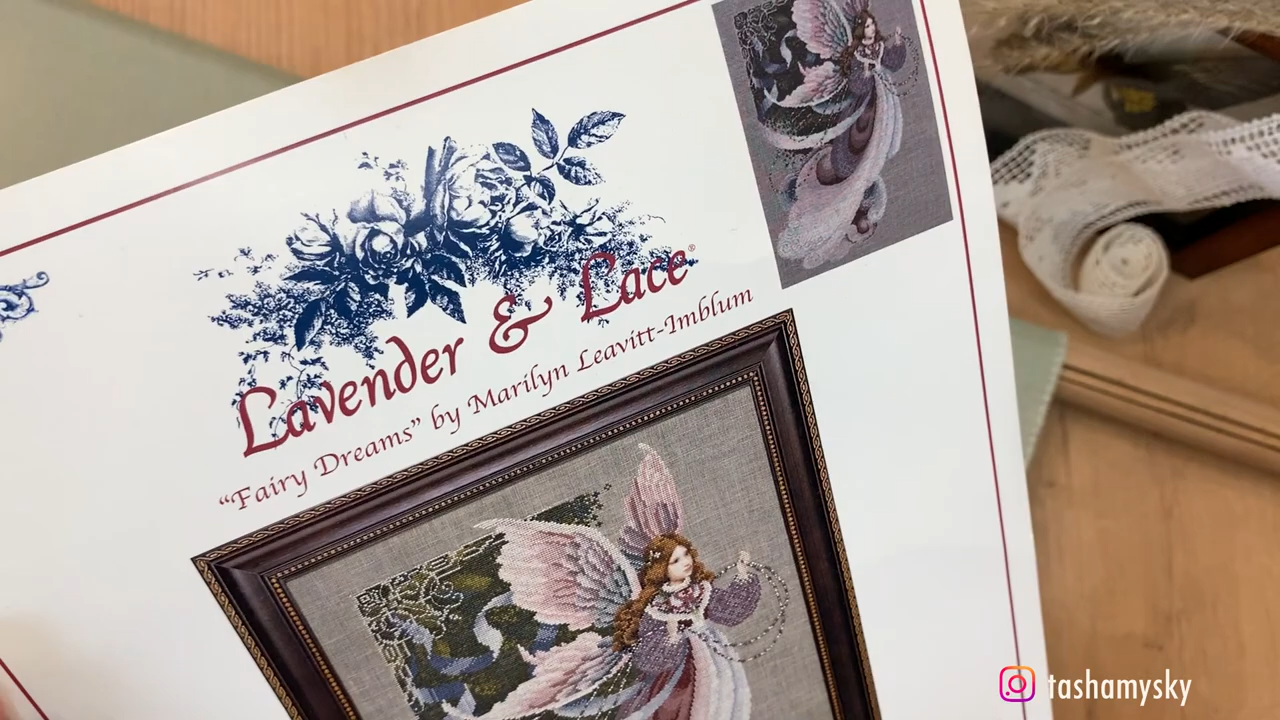 Lavender & Lace®
“Fairy Dreams” by Marilyn Leavitt-Imblum
tashamysky